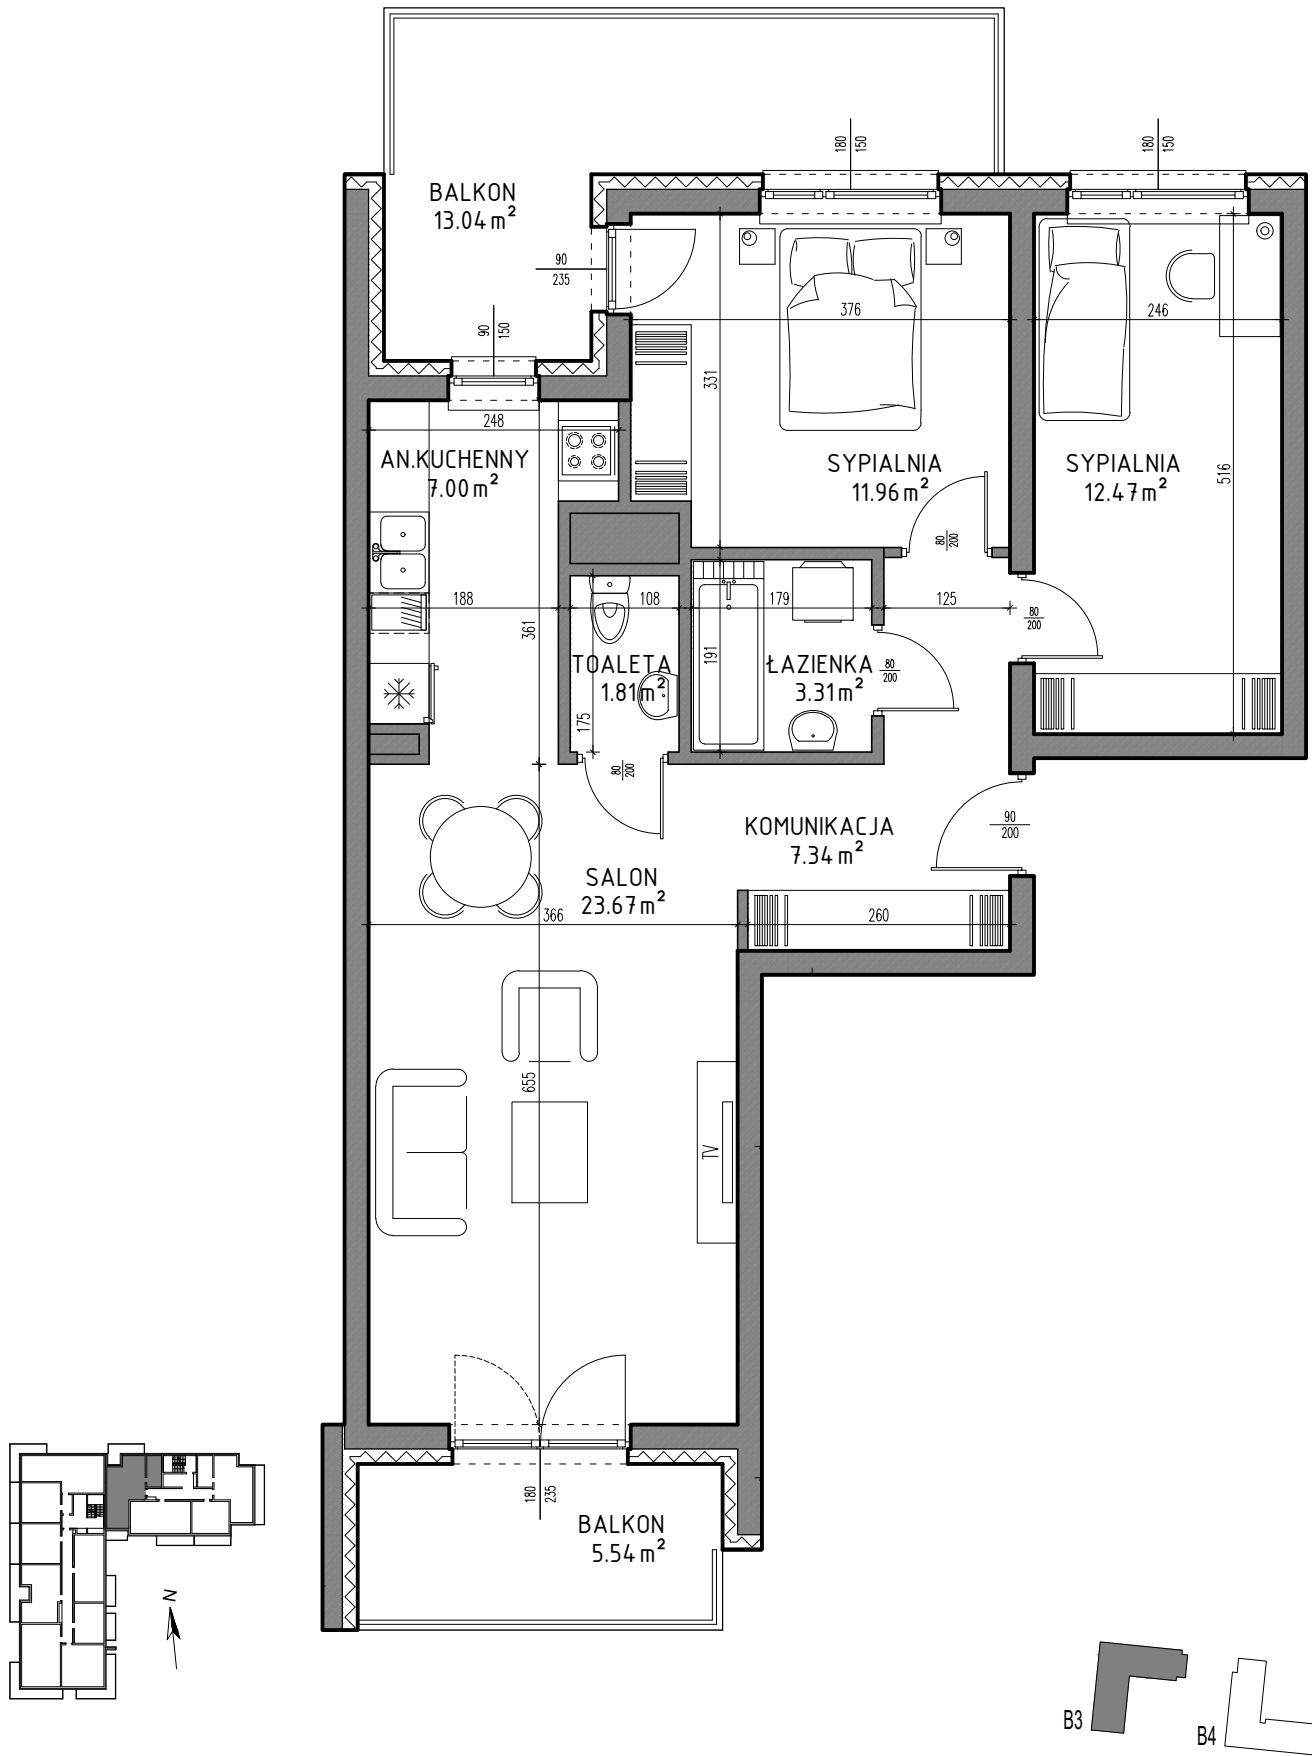 180
150
180
150
BALKON
13.04 m²
90
235
90
150
376
246
331
248
AN.KUCHENNY
7.00 m²
SYPIALNIA
11.96 m²
SYPIALNIA
12.47 m²
516
80
200
188
361
108
179
125
80
200
191
TOALETA
1.81 m²
ŁAZIENKA
3.31 m²
80
200
175
80
200
KOMUNIKACJA
7.34 m²
90
200
SALON
23.67 m²
366
260
655
TV
180
235
BALKON
5.54 m²
N
B3
B4